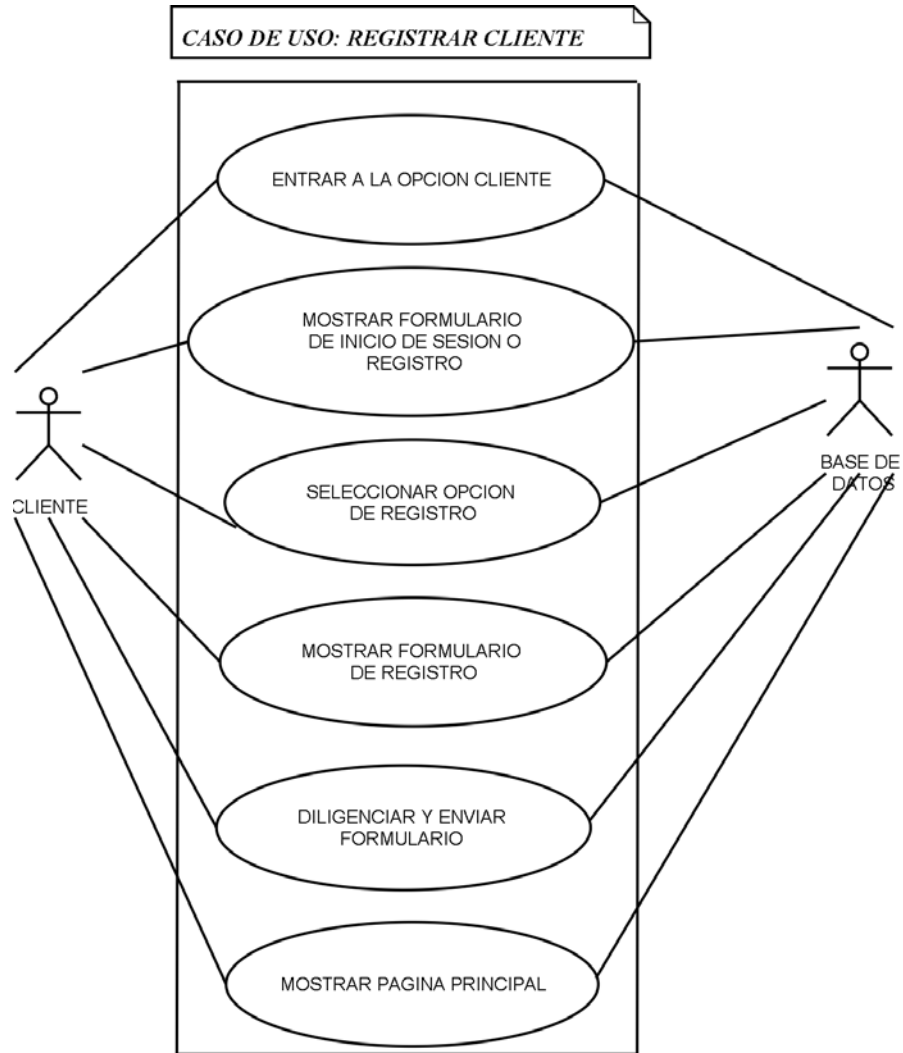 CASO DE USO: REGISTRAR CLIENTE
ENTRAR A LA OPCION CLIENTE
MOSTRAR FORMULARIO
DE INICIO DE SESION O
REGISTRO
SELECCIONAR OPCION
DE REGISTRO
MOSTRAR FORMULARIO
DE REGISTRO
DILIGENCIAR Y ENVIAR
FORMULARIO
MOSTRAR PAGINA PRINCIPAL
CLIENTE
BASE DE
DATOS